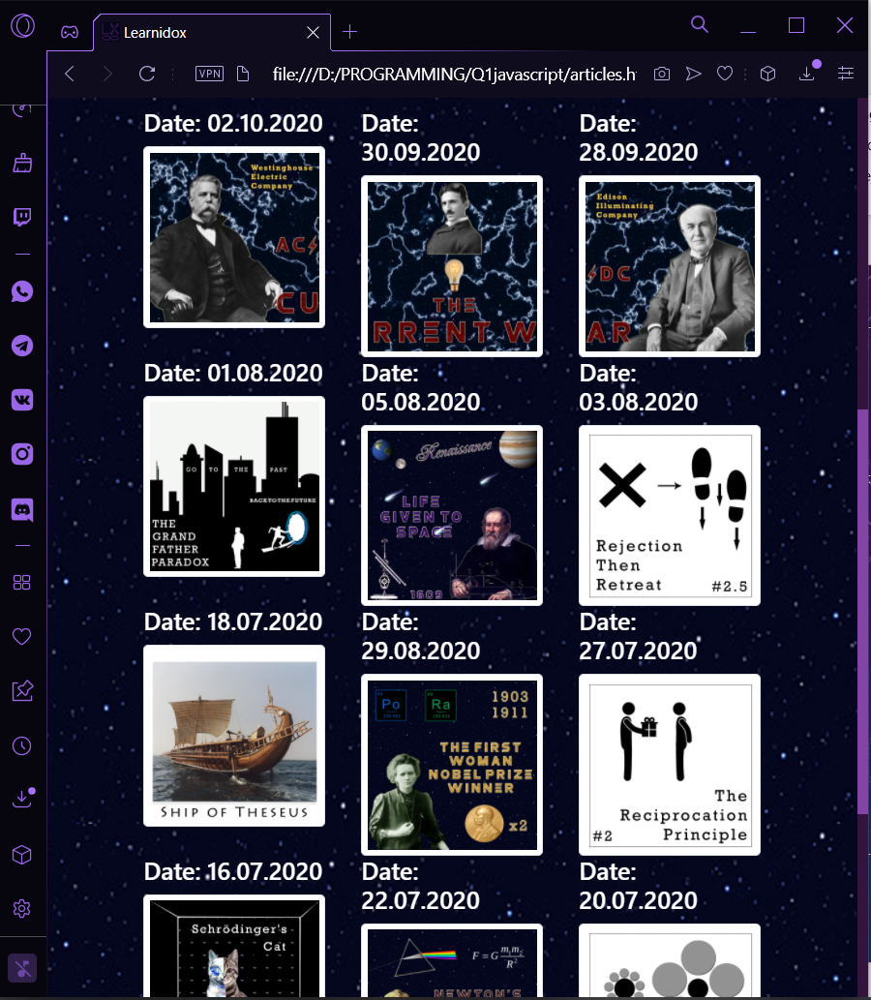 Learnidox
VPN
file:///D:/PROGRAMMING/Q1javascript/articles.h
Date: 02.10.2020
Westinghouse
Electric
Company
AC
CU
Date:
30.09.2020
THE
RRENT W
Date:
28.09.2020
Edison
Illuminating
Company
DC
AR
Date: 01.08.2020
GO TO THE PAST
BACK TO THE FUTURE
THE
GRAND
FATHER
PARADOX
Date:
05.08.2020
Renaissance
LIFE
GIVEN TO
SPACE
1609
Date:
03.08.2020
Rejection
Then
Retreat
#2.5
Date: 18.07.2020
SHIP OF THESEUS
Date:
29.08.2020
Po
Ra
1903
1911
THE FIRST
WOMAN
NOBEL PRIZE
WINNER
x2
Date:
27.07.2020
The
Reciprocation
Principle
#2
Date: 16.07.2020
Schrödinger's
Cat
Date:
22.07.2020
F = G m₁m₂ / R²
NEWTON'S
Date:
20.07.2020